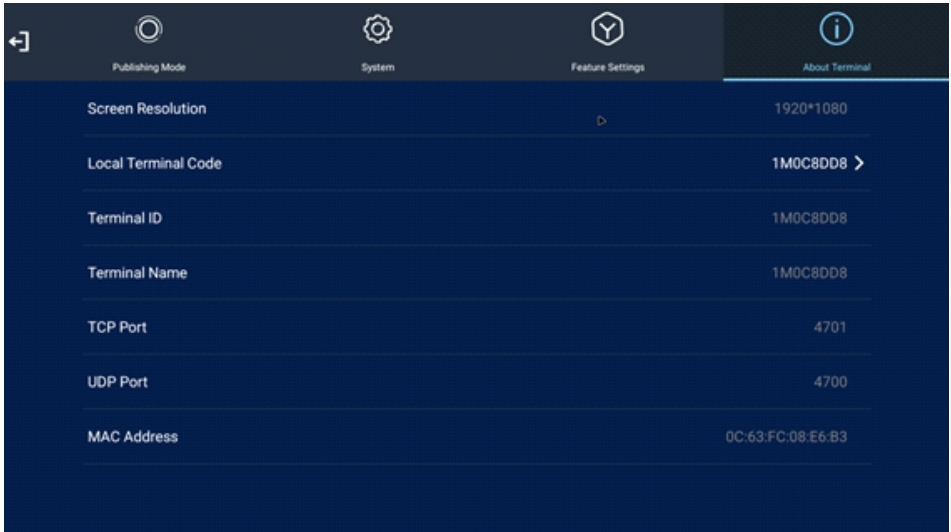 Publishing Mode
System
Feature Settings
About Terminal
Screen Resolution 1920*1080
Local Terminal Code 1M0C8DD8
Terminal ID 1M0C8DD8
Terminal Name 1M0C8DD8
TCP Port 4701
UDP Port 4700
MAC Address 0C:63:FC:08:E6:B3